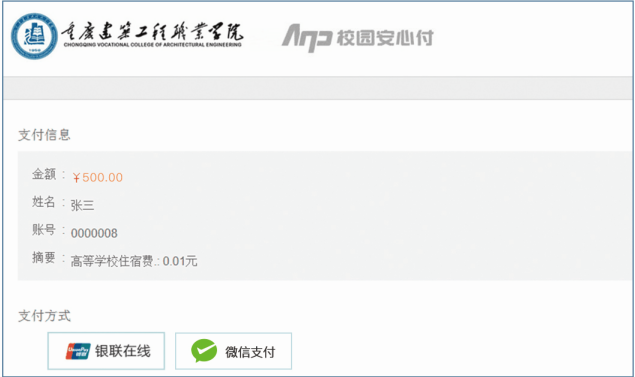 重庆建筑工程职业学院
CHONGQING VOCATIONAL COLLEGE OF ARCHITECTURAL ENGINEERING
校园安心付
支付信息
金额 : ¥500.00
姓名 : 张三
账号 : 0000008
摘要 : 高等学校住宿费.: 0.01元
支付方式
UnionPay 银联 银联在线
微信支付